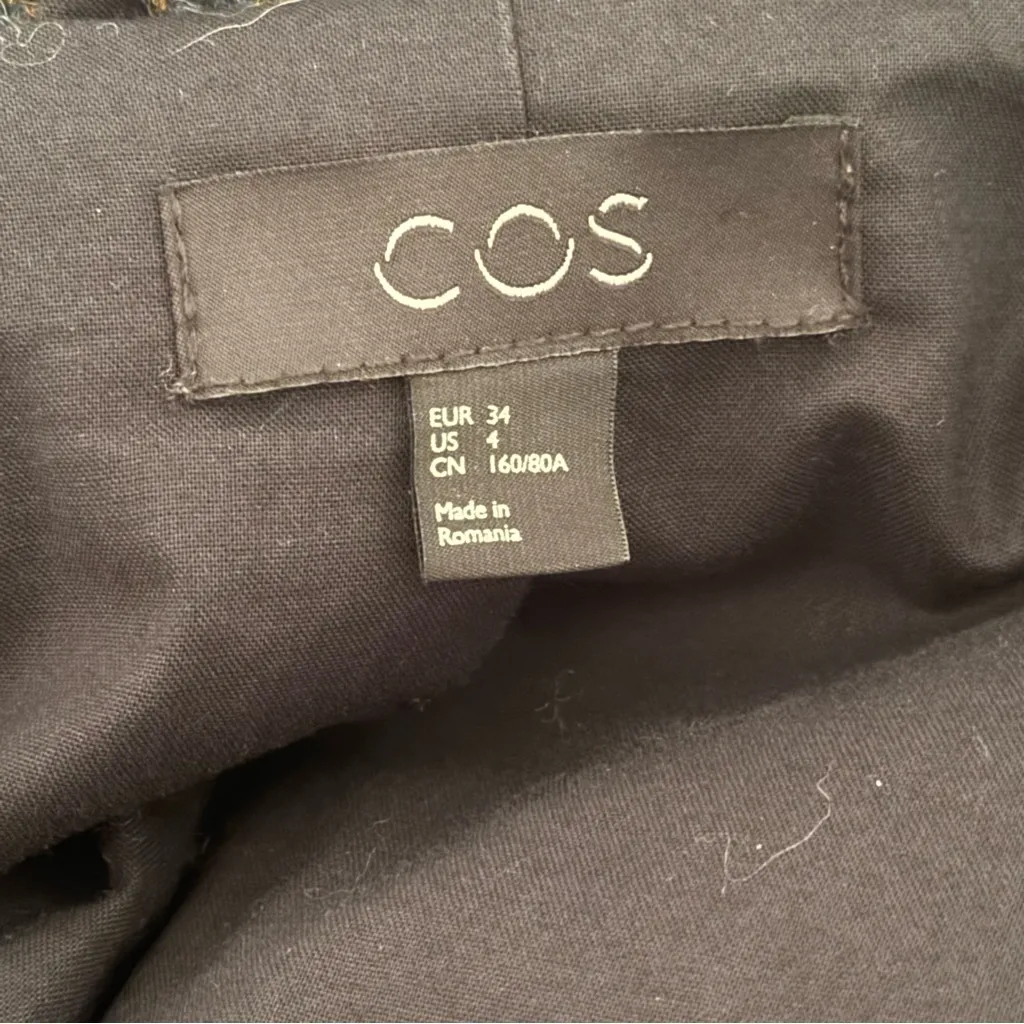 COS
EUR 34
US 4
CN 160/80A
Made in
Romania